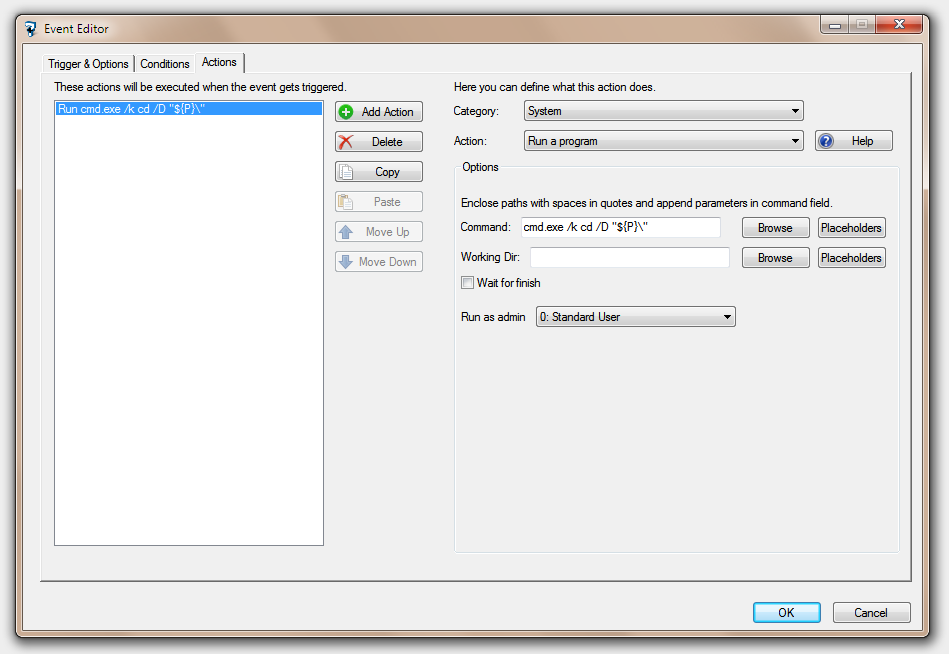 Event Editor
Trigger & Options
Conditions
Actions
These actions will be executed when the event gets triggered.
Run cmd.exe /k cd /D "${P}\"
Add Action
Delete
Copy
Paste
Move Up
Move Down
Here you can define what this action does.
Category: System
Action: Run a program
Help
Options
Enclose paths with spaces in quotes and append parameters in command field.
Command: cmd.exe /k cd /D "${P}\" Browse Placeholders
Working Dir: Browse Placeholders
Wait for finish
Run as admin 0: Standard User
OK Cancel